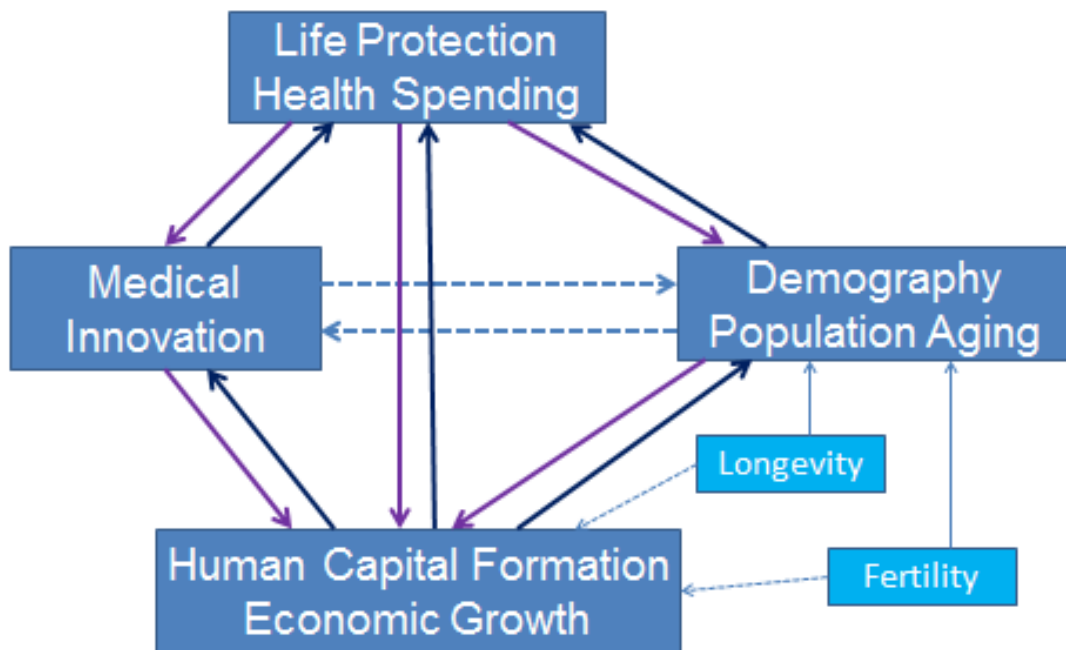 Life Protection
Health Spending
Medical
Innovation
Demography
Population Aging
Longevity
Human Capital Formation
Economic Growth
Fertility